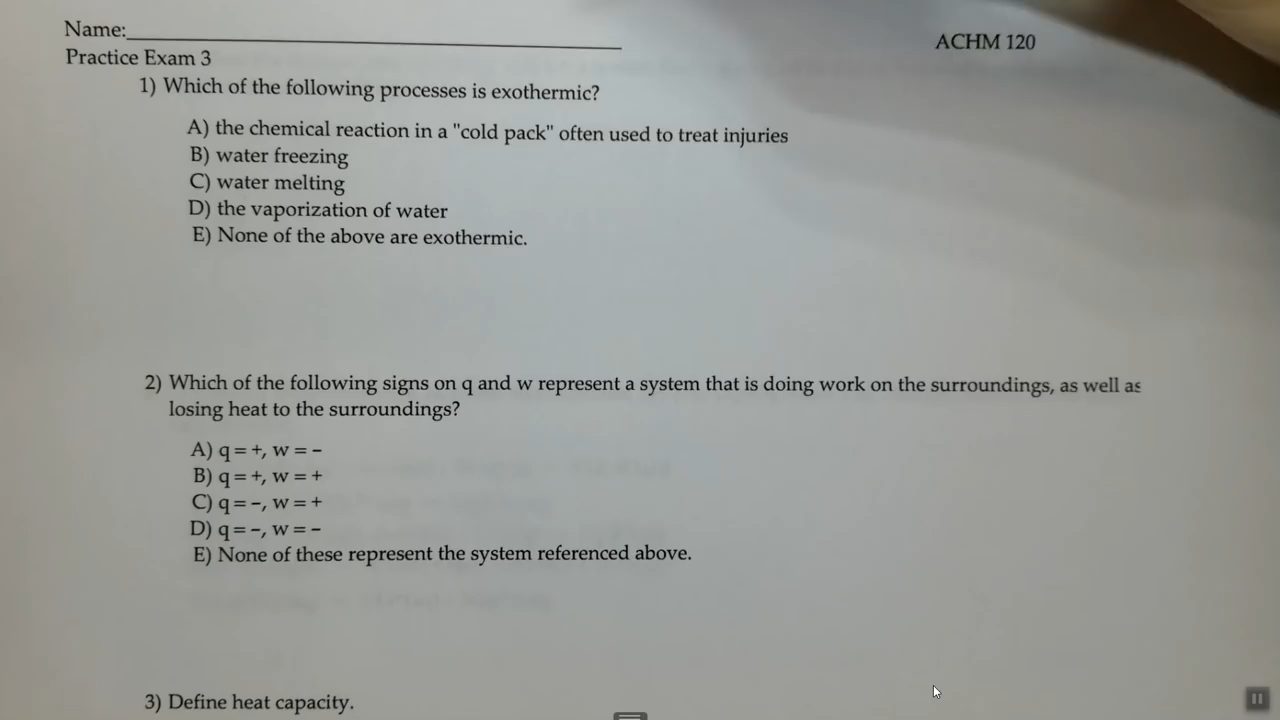 Name:
ACHM 120
Practice Exam 3
1) Which of the following processes is exothermic?
A) the chemical reaction in a "cold pack" often used to treat injuries
B) water freezing
C) water melting
D) the vaporization of water
E) None of the above are exothermic.
2) Which of the following signs on q and w represent a system that is doing work on the surroundings, as well as
losing heat to the surroundings?
A) q = +, w = −
B) q = +, w = +
C) q = −, w = +
D) q = −, w = −
E) None of these represent the system referenced above.
3) Define heat capacity.